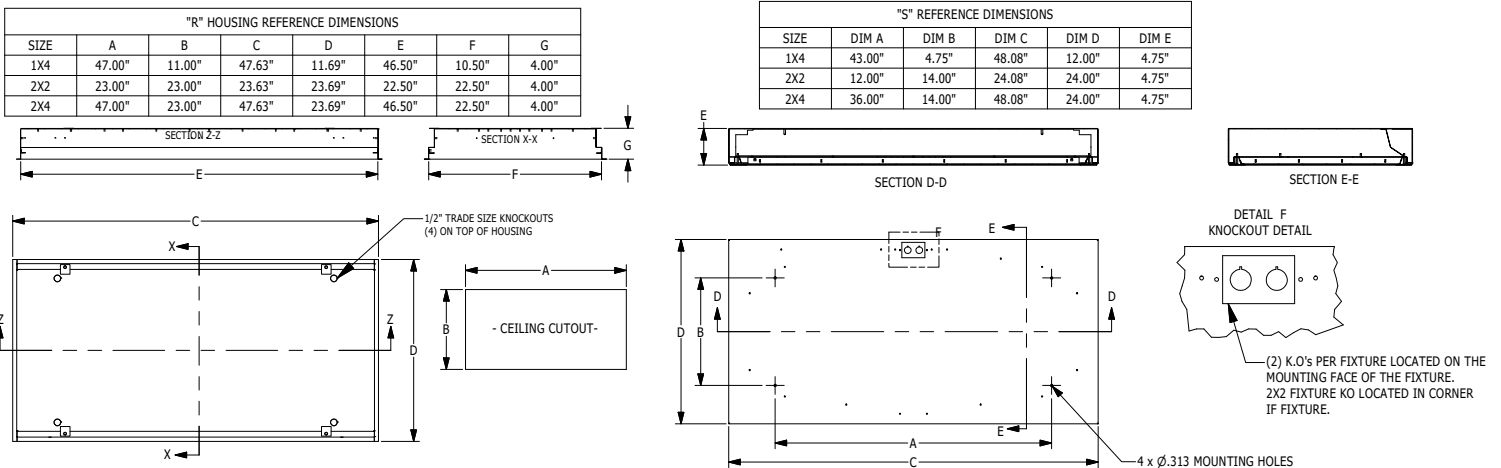 "R" HOUSING REFERENCE DIMENSIONS
SIZE A B C D E F G
1X4 47.00" 11.00" 47.63" 11.69" 46.50" 10.50" 4.00"
2X2 23.00" 23.00" 23.63" 23.69" 22.50" 22.50" 4.00"
2X4 47.00" 23.00" 47.63" 23.69" 46.50" 22.50" 4.00"
SECTION Z-Z
SECTION X-X
G
E
F
C
1/2" TRADE SIZE KNOCKOUTS
(4) ON TOP OF HOUSING
X
A
Z
Z
B
- CEILING CUTOUT-
D
X
"S" REFERENCE DIMENSIONS
SIZE DIM A DIM B DIM C DIM D DIM E
1X4 43.00" 4.75" 48.08" 12.00" 4.75"
2X2 12.00" 14.00" 24.08" 24.00" 4.75"
2X4 36.00" 14.00" 48.08" 24.00" 4.75"
E
SECTION D-D
SECTION E-E
F
E
D
D
D
B
E
A
C
4 x Ø.313 MOUNTING HOLES
DETAIL F
KNOCKOUT DETAIL
(2) K.O's PER FIXTURE LOCATED ON THE
MOUNTING FACE OF THE FIXTURE.
2X2 FIXTURE KO LOCATED IN CORNER
IF FIXTURE.